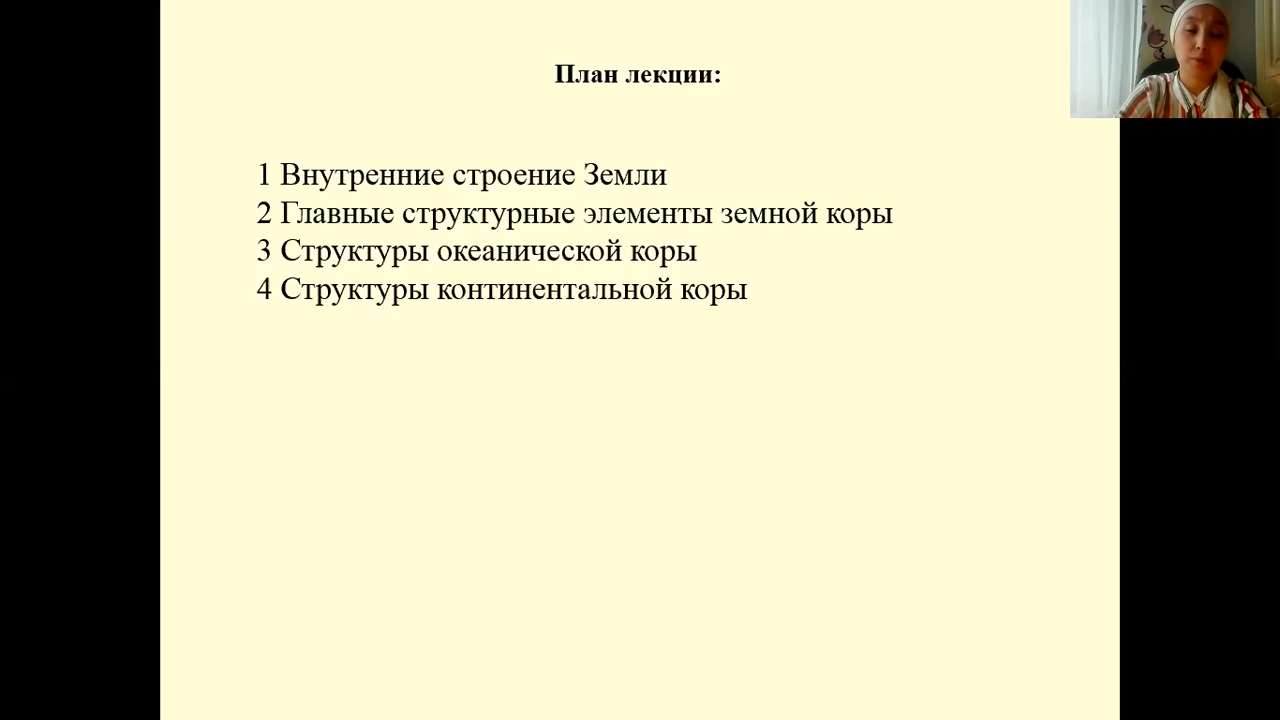 План лекции:
1 Внутренние строение Земли
2 Главные структурные элементы земной коры
3 Структуры океанической коры
4 Структуры континентальной коры